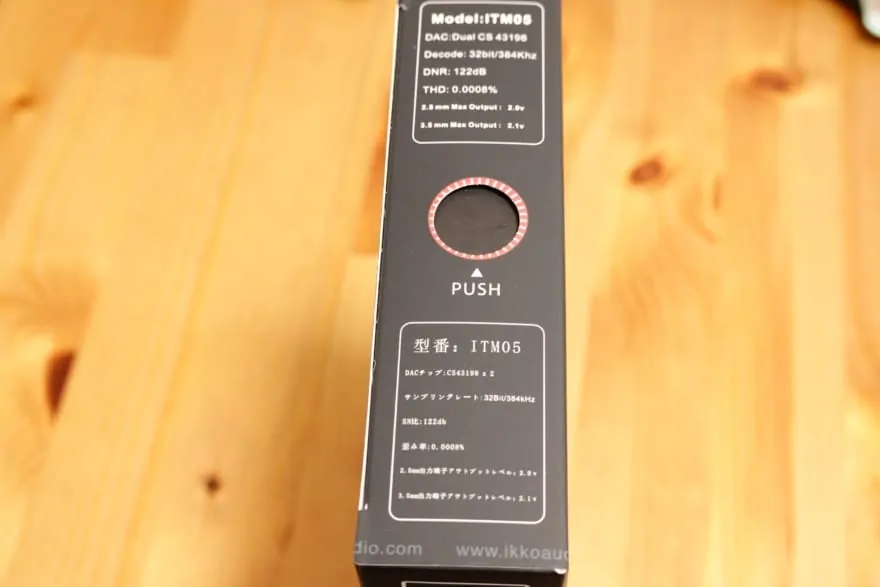 Model:ITM05
DAC:Dual CS 43198
Decode: 32bit/384Khz
DNR: 122dB
THD: 0.0008%
2.5 mm Max Output : 2.0v
3.5 mm Max Output : 2.1v
PUSH
型番: ITM05
DACチップ:CS43198 x 2
サンプリングレート:32Bit/384kHz
SN比:122db
歪み率:0.0008%
2.5mm出力端子アウトプットレベル: 2.0v
3.5mm出力端子アウトプットレベル: 2.1v
dio.com www.ikkoau